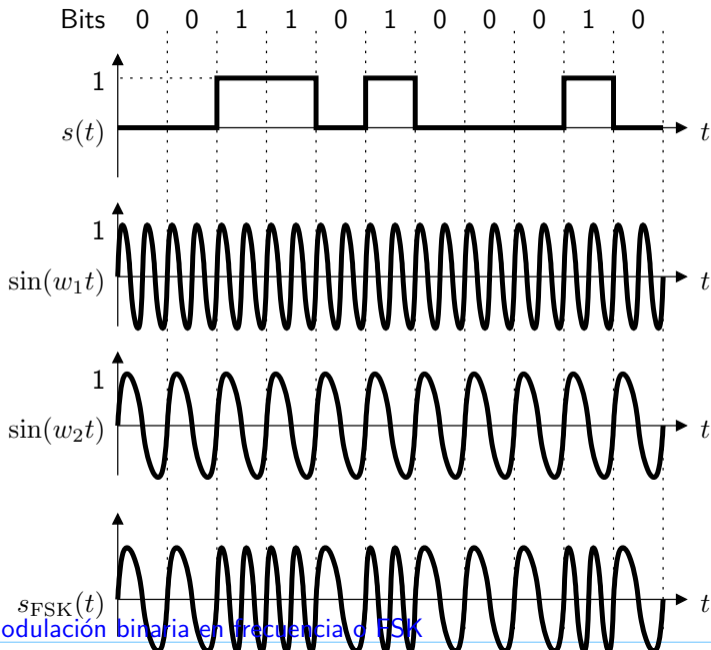 Bits 0 0 1 1 0 1 0 0 0 1 0
1
s(t) t
1
sin(w₁t) t
1
sin(w₂t) t
s_FSK(t) t
odulación binaria en frecuencia o FSK